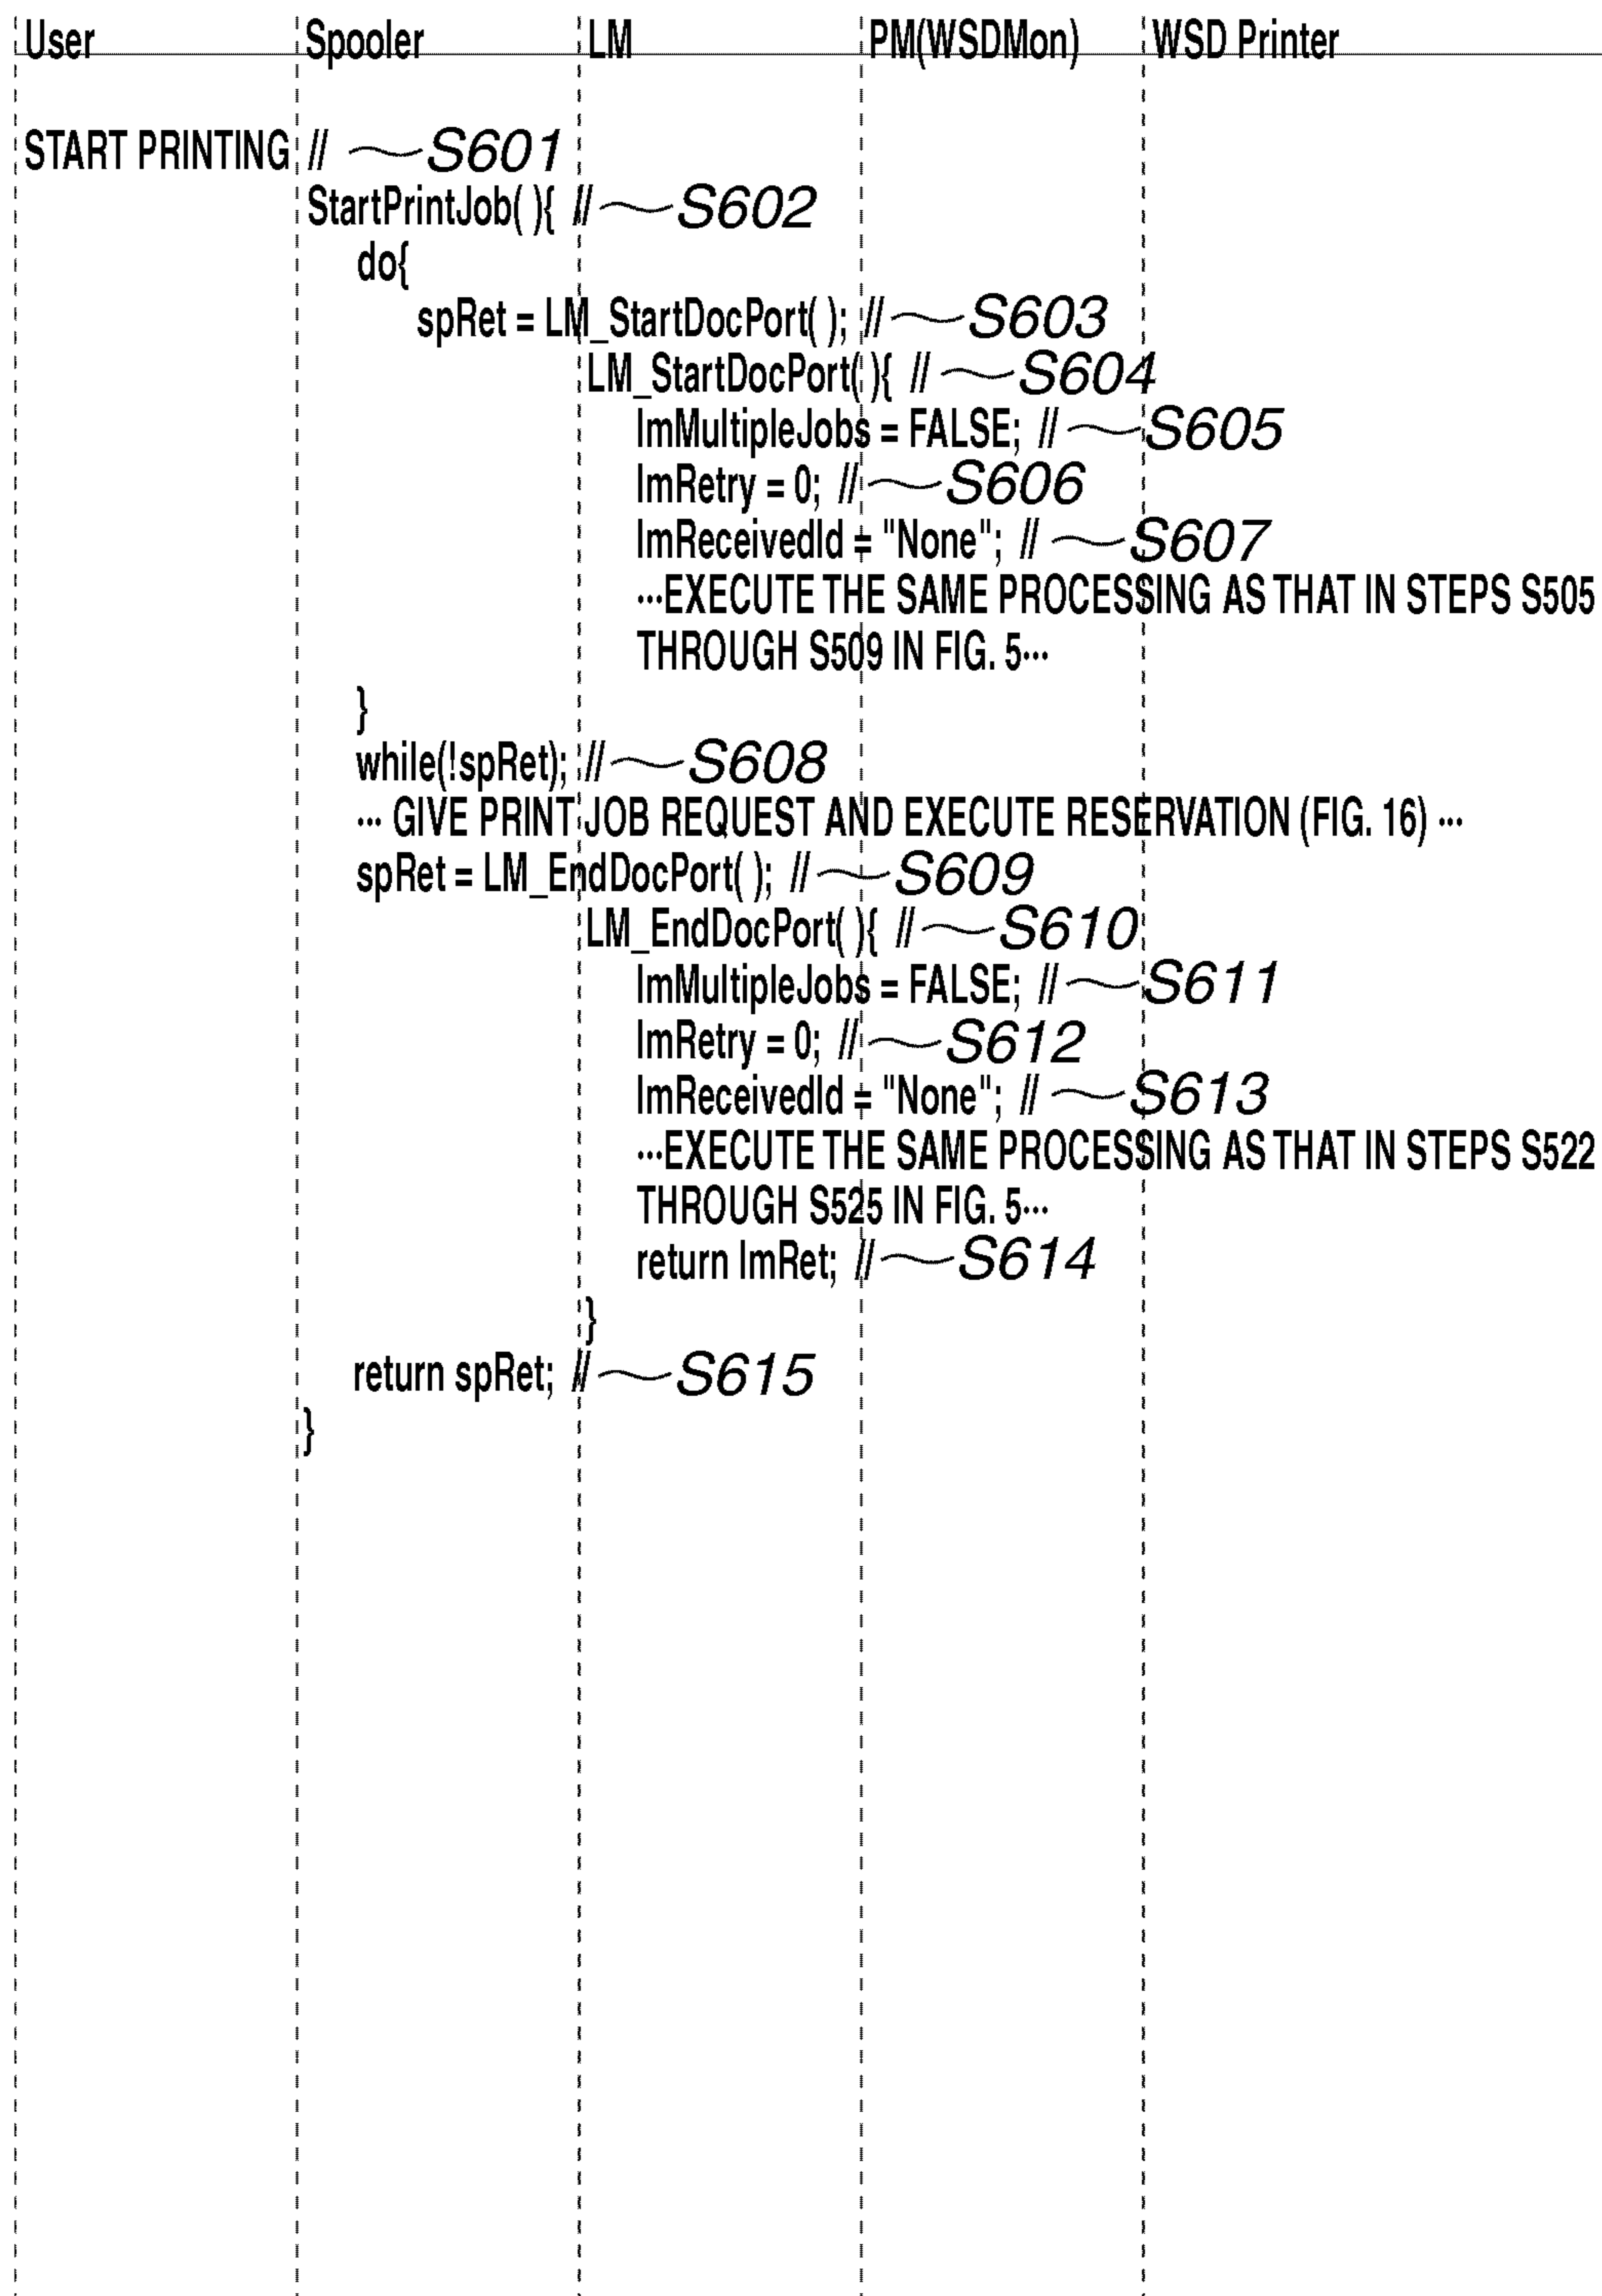 User Spooler LM PM(WSDMon) WSD Printer
START PRINTING // S601
StartPrintJob( ){ // S602
do{
spRet = LM_StartDocPort( ); // S603
LM_StartDocPort( ){ // S604
lmMultipleJobs = FALSE; // S605
lmRetry = 0; // S606
lmReceivedId = "None"; // S607
···EXECUTE THE SAME PROCESSING AS THAT IN STEPS S505
THROUGH S509 IN FIG. 5···
}
while(!spRet); // S608
··· GIVE PRINT JOB REQUEST AND EXECUTE RESERVATION (FIG. 16) ···
spRet = LM_EndDocPort( ); // S609
LM_EndDocPort( ){ // S610
lmMultipleJobs = FALSE; // S611
lmRetry = 0; // S612
lmReceivedId = "None"; // S613
···EXECUTE THE SAME PROCESSING AS THAT IN STEPS S522
THROUGH S525 IN FIG. 5···
return lmRet; // S614
}
return spRet; // S615
}